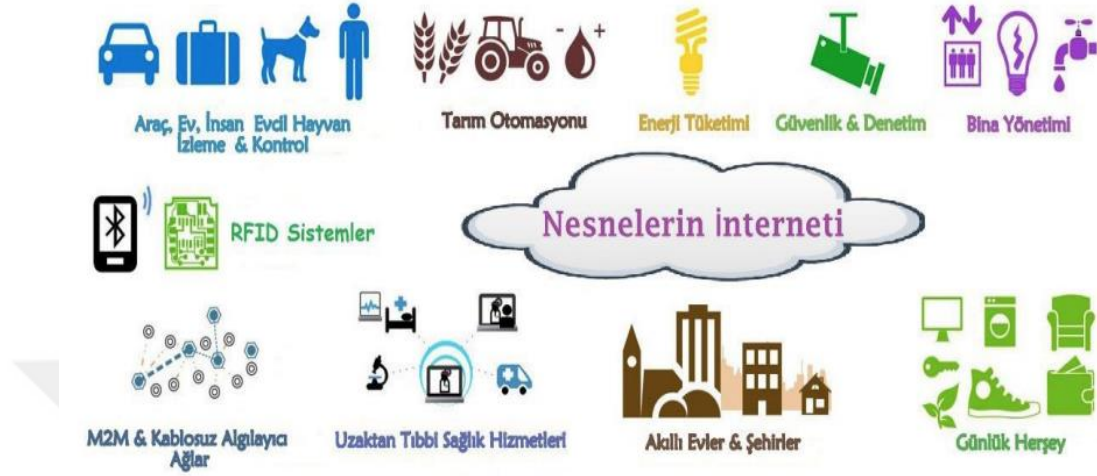 Araç, Ev, İnsan Evcil Hayvan
İzleme & Kontrol
Tarım Otomasyonu
Enerji Tüketimi
Güvenlik & Denetim
Bina Yönetimi
RFID Sistemler
Nesnelerin İnterneti
M2M & Kablosuz Algılayıcı
Ağlar
Uzaktan Tıbbi Sağlık Hizmetleri
Akıllı Evler & Şehirler
Günlük Herşey